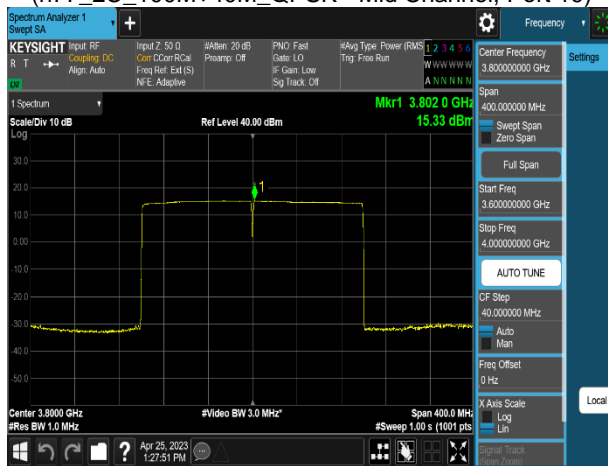 Spectrum Analyzer 1
Swept SA
Frequency
Settings
KEYSIGHT
R T
LNI
Input: RF
Coupling: DC
Align: Auto
Input Z: 50 Ω
Corr CCorr RCal
Freq Ref: Ext (S)
NFE: Adaptive
#Atten: 20 dB
Preamp: Off
PNO: Fast
Gate: LO
IF Gain: Low
Sig Track: Off
#Avg Type: Power (RMS
Trig: Free Run
1 2 3 4 5 6
W W W W W W
A N N N N N
1 Spectrum
Scale/Div 10 dB
Log
Ref Level 40.00 dBm
Mkr1 3.802 0 GHz
15.33 dBm
30.0
20.0
10.0
0.00
-10.0
-20.0
-30.0
-40.0
-50.0
1
Center 3.8000 GHz
#Res BW 1.0 MHz
#Video BW 3.0 MHz*
Span 400.0 MHz
#Sweep 1.00 s (1001 pts
Center Frequency
3.800000000 GHz
Span
400.000000 MHz
Swept Span
Zero Span
Full Span
Start Freq
3.600000000 GHz
Stop Freq
4.000000000 GHz
AUTO TUNE
CF Step
40.000000 MHz
Auto
Man
Freq Offset
0 Hz
X Axis Scale
Log
Lin
Signal Track
(Span Zoom)
Local
?
Apr 25, 2023
1:27:51 PM